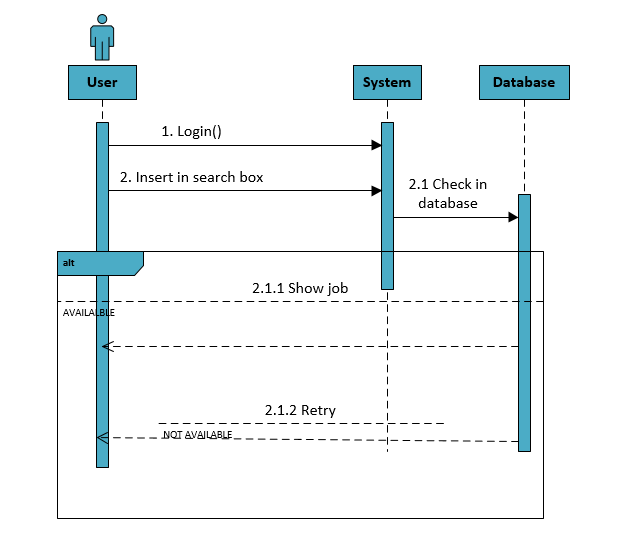 User
System
Database
1. Login()
2. Insert in search box
2.1 Check in
database
alt
2.1.1 Show job
AVAILALBLE
2.1.2 Retry
NOT AVAILABLE